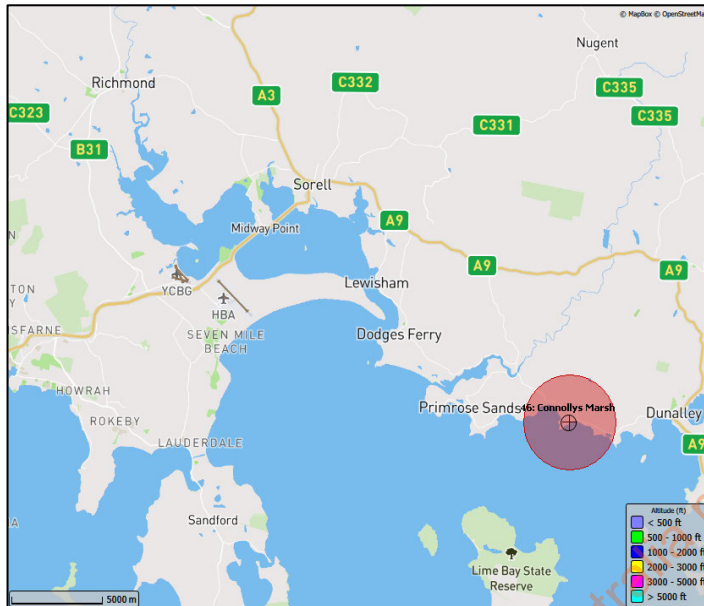 © MapBox © OpenStreetMa
Nugent
Richmond
C332
C335
A3
C323
C331
C335
B31
Sorell
Midway Point
A9
A9
A9
Lewisham
YCBG
HBA
SEVEN MILE
BEACH
Dodges Ferry
TON
Y
ISFARNE
HOWRAH
Primrose Sands
46: Connollys Marsh
Dunalley
ROKEBY
LAUDERDALE
A9
Sandford
Lime Bay State
Reserve
Altitude (ft)
< 500 ft
500 - 1000 ft
1000 - 2000 ft
2000 - 3000 ft
3000 - 5000 ft
> 5000 ft
5000 m